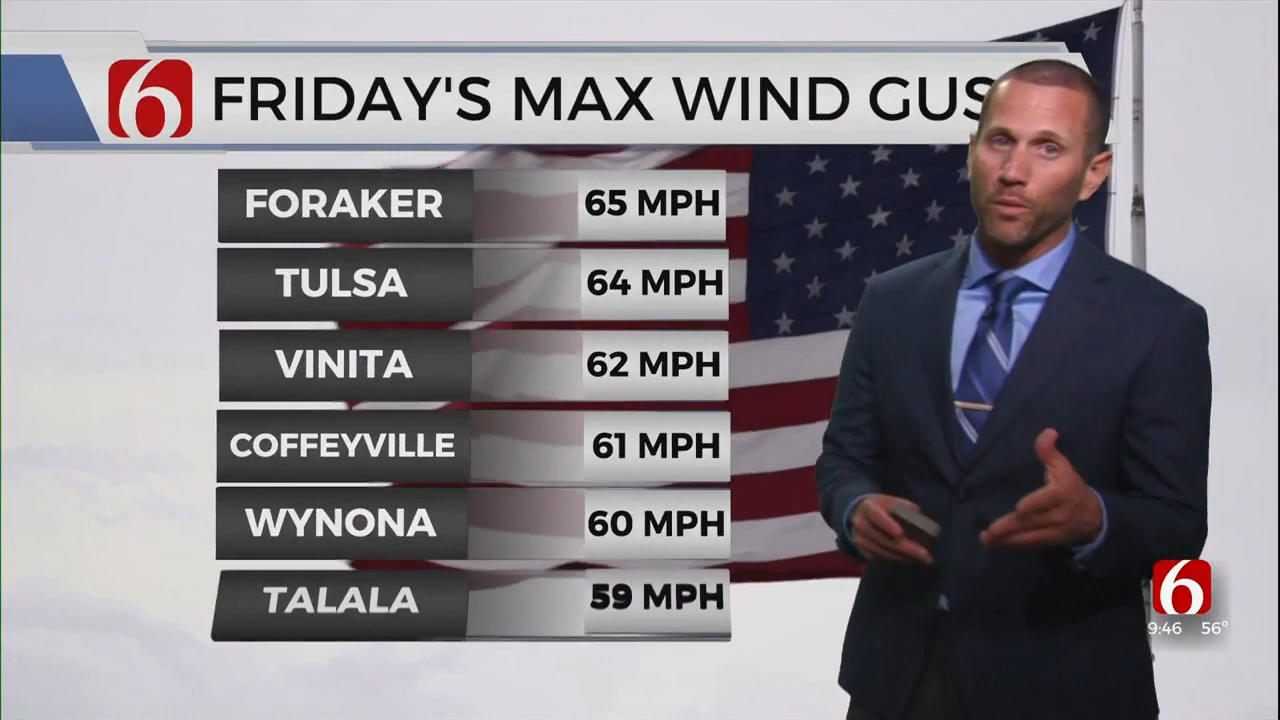 6 FRIDAY'S MAX WIND GUS
FORAKER 65 MPH
TULSA 64 MPH
VINITA 62 MPH
COFFEYVILLE 61 MPH
WYNONA 60 MPH
TALALA 59 MPH
6
9:46 56°